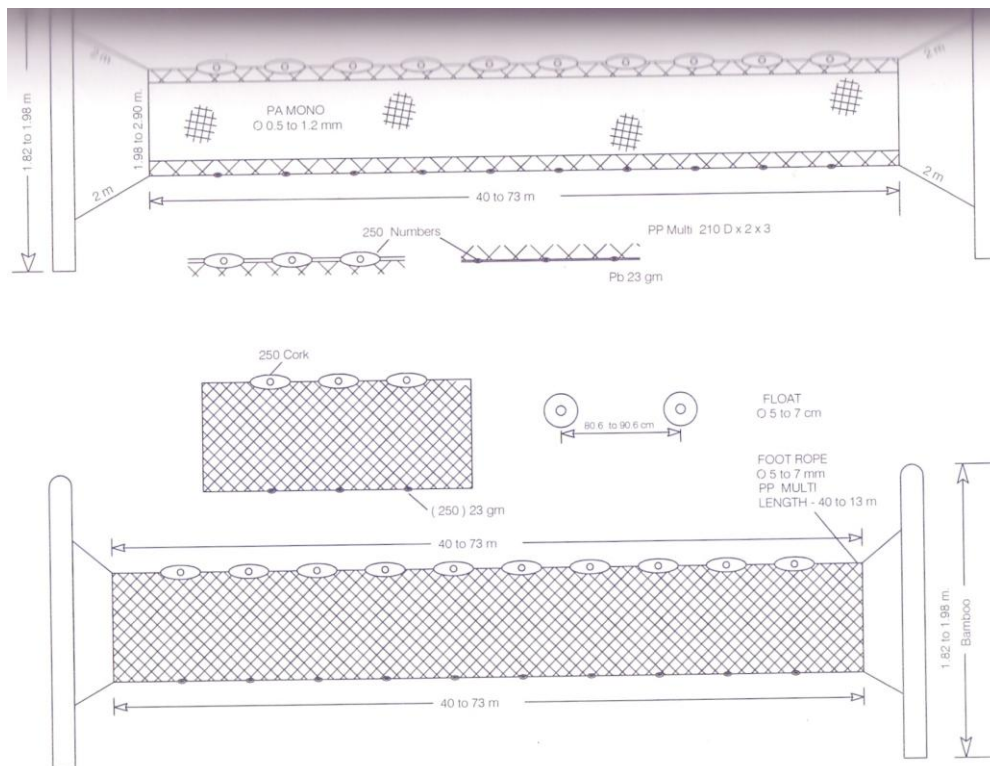 2 m
2 m
1.82 to 1.98 m
1.98 to 2.90 m.
PA MONO
O 0.5 to 1.2 mm
2 m
2 m
40 to 73 m
250 Numbers
PP Multi 210 D x 2 x 3
Pb 23 gm
250 Cork
80.6 to 90.6 cm
FLOAT
O 5 to 7 cm
FOOT ROPE
O 5 to 7 mm
PP MULTI
LENGTH - 40 to 13 m
( 250 ) 23 gm
40 to 73 m
1.82 to 1.98 m.
Bamboo
40 to 73 m